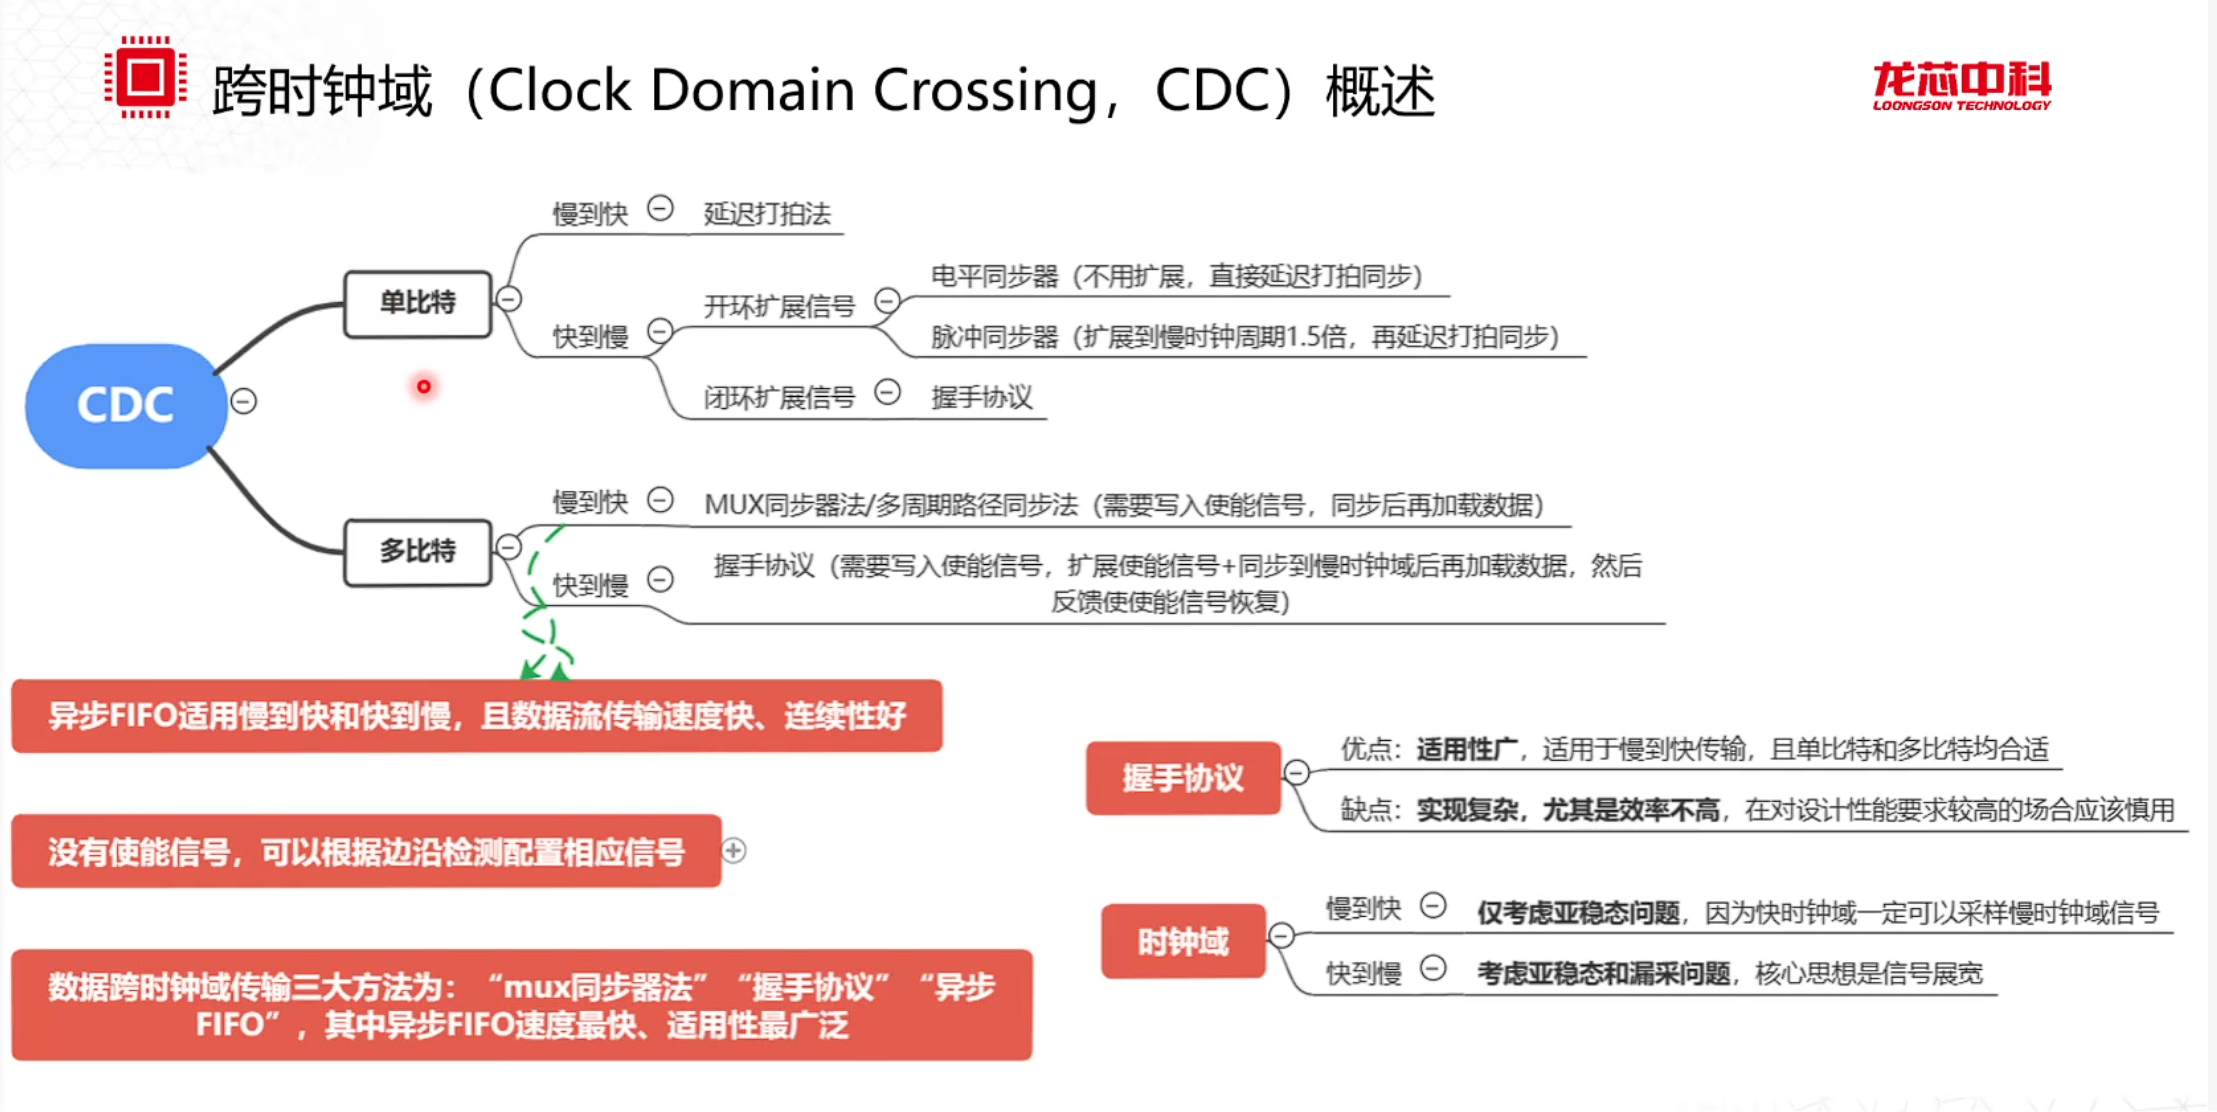 跨时钟域（Clock Domain Crossing，CDC）概述
龙芯中科
LOONGSON TECHNOLOGY
CDC
单比特
慢到快
延迟打拍法
快到慢
开环扩展信号
电平同步器（不用扩展，直接延迟打拍同步）
脉冲同步器（扩展到慢时钟周期1.5倍，再延迟打拍同步）
闭环扩展信号
握手协议
多比特
慢到快
MUX同步器法/多周期路径同步法（需要写入使能信号，同步后再加载数据）
快到慢
握手协议（需要写入使能信号，扩展使能信号+同步到慢时钟域后再加载数据，然后
反馈使使能信号恢复）
异步FIFO适用慢到快和快到慢，且数据流传输速度快、连续性好
没有使能信号，可以根据边沿检测配置相应信号
数据跨时钟域传输三大方法为：“mux同步器法”“握手协议”“异步
FIFO”，其中异步FIFO速度最快、适用性最广泛
握手协议
优点：适用性广，适用于慢到快传输，且单比特和多比特均合适
缺点：实现复杂，尤其是效率不高，在对设计性能要求较高的场合应该慎用
时钟域
慢到快
仅考虑亚稳态问题，因为快时钟域一定可以采样慢时钟域信号
快到慢
考虑亚稳态和漏采问题，核心思想是信号展宽